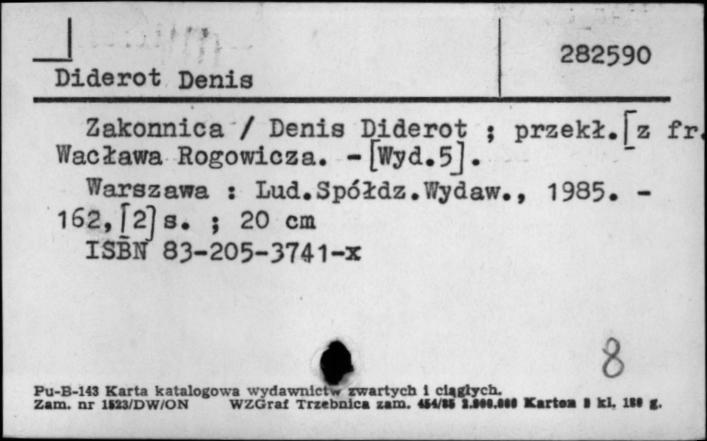 282590
Diderot Denis
Zakonnica / Denis Diderot ; przekł.[z fr.
Wacława Rogowicza. - [Wyd.5].
Warszawa : Lud.Spółdz.Wydaw., 1985. -
162,[2]s. ; 20 cm
ISBN 83-205-3741-x
8
Pu-B-143 Karta katalogowa wydawnictw zwartych i ciągłych.
Zam. nr 1523/DW/ON WZGraf Trzebnica zam. Karton kl. g.